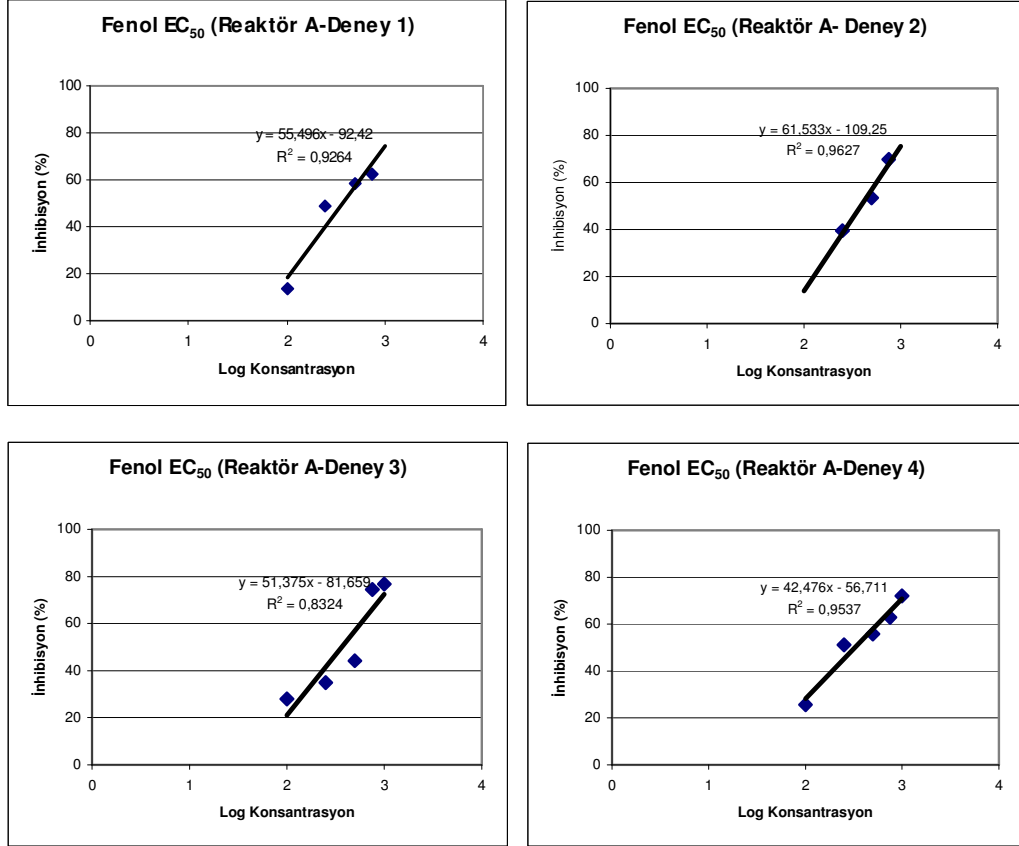 Fenol EC₅₀ (Reaktör A-Deney 1)
100
80
60
40
20
0
0 1 2 3 4
y = 55,496x - 92,42
R² = 0,9264
İnhibisyon (%)
Log Konsantrasyon
Fenol EC₅₀ (Reaktör A- Deney 2)
100
80
60
40
20
0
0 1 2 3 4
y = 61,533x - 109,25
R² = 0,9627
İnhibisyon (%)
Log Konsantrasyon
Fenol EC₅₀ (Reaktör A-Deney 3)
100
80
60
40
20
0
0 1 2 3 4
y = 51,375x - 81,659
R² = 0,8324
İnhibisyon (%)
Log Konsantrasyon
Fenol EC₅₀ (Reaktör A-Deney 4)
100
80
60
40
20
0
0 1 2 3 4
y = 42,476x - 56,711
R² = 0,9537
İnhibisyon (%)
Log Konsantrasyon